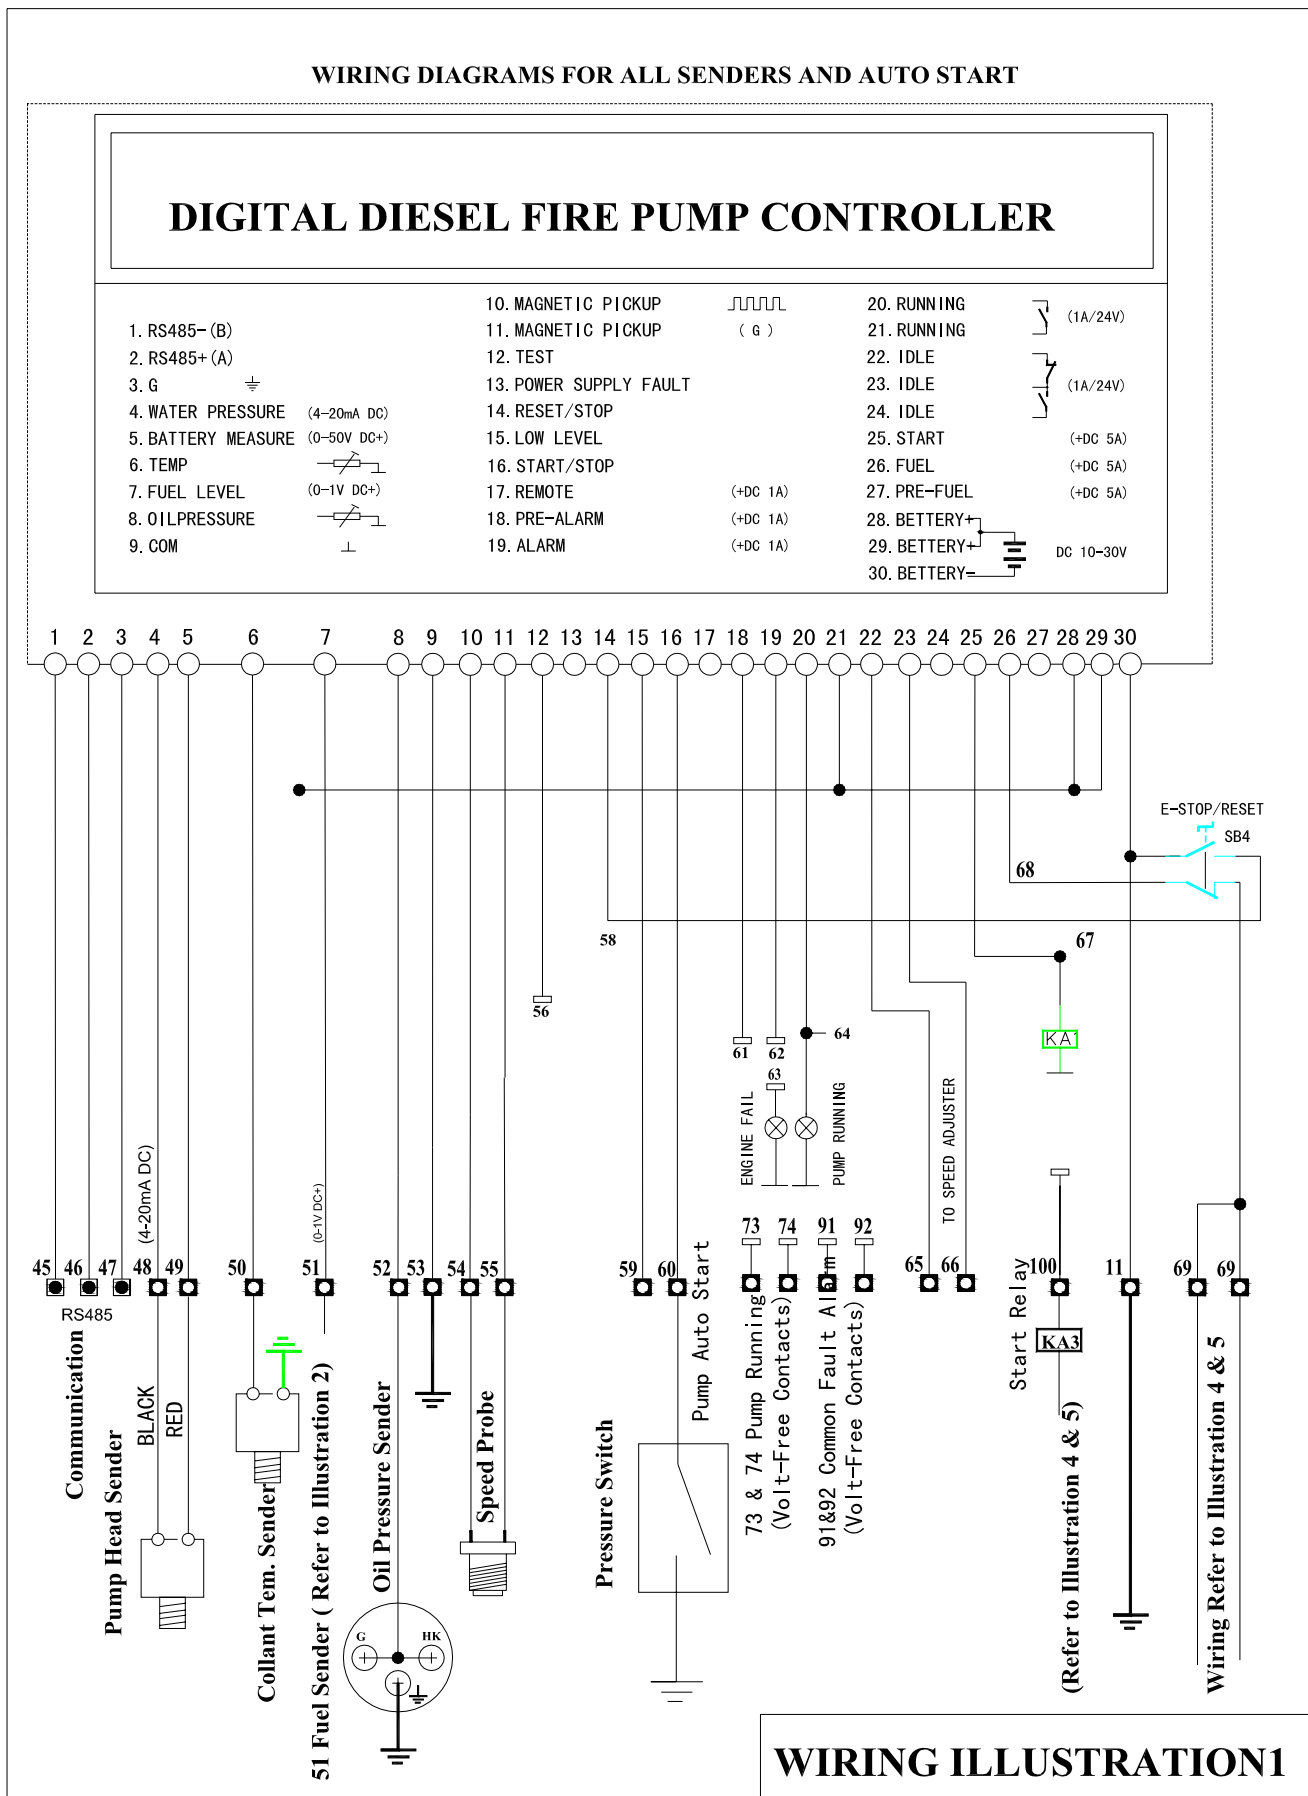 WIRING DIAGRAMS FOR ALL SENDERS AND AUTO START
DIGITAL DIESEL FIRE PUMP CONTROLLER
1. RS485-(B)
2. RS485+(A)
3. G
4. WATER PRESSURE (4-20mA DC)
5. BATTERY MEASURE (0-50V DC+)
6. TEMP
7. FUEL LEVEL (0-1V DC+)
8. OILPRESSURE
9. COM
10. MAGNETIC PICKUP
11. MAGNETIC PICKUP ( G )
12. TEST
13. POWER SUPPLY FAULT
14. RESET/STOP
15. LOW LEVEL
16. START/STOP
17. REMOTE (+DC 1A)
18. PRE-ALARM (+DC 1A)
19. ALARM (+DC 1A)
20. RUNNING
21. RUNNING
(1A/24V)
22. IDLE
23. IDLE
24. IDLE
(1A/24V)
25. START (+DC 5A)
26. FUEL (+DC 5A)
27. PRE-FUEL (+DC 5A)
28. BETTERY+
29. BETTERY+
30. BETTERY-
DC 10-30V
1 2 3 4 5 6 7 8 9 10 11 12 13 14 15 16 17 18 19 20 21 22 23 24 25 26 27 28 29 30
E-STOP/RESET
SB4
68
58
67
56
61 62 64
63
KA1
ENGINE FAIL
PUMP RUNNING
TO SPEED ADJUSTER
(4-20mA DC)
(0-1V DC+)
73 74 91 92
45 46 47 48 49 50 51 52 53 54 55 59 60 65 66 100 11 69 69
RS485
Communication
Pump Head Sender
BLACK
RED
Collant Tem. Sender
51 Fuel Sender ( Refer to Illustration 2)
Oil Pressure Sender
G HK
Speed Probe
Pressure Switch
Pump Auto Start
73 & 74 Pump Running
(Volt-Free Contacts)
91&92 Common Fault Alarm
(Volt-Free Contacts)
Start Relay
KA3
(Refer to Illustration 4 & 5)
Wiring Refer to Illustration 4 & 5
WIRING ILLUSTRATION1